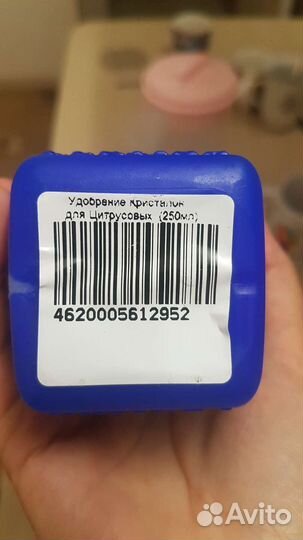 Удобрение Кристалон
для Цитрусовых (250мл)
4620005612952
Avito